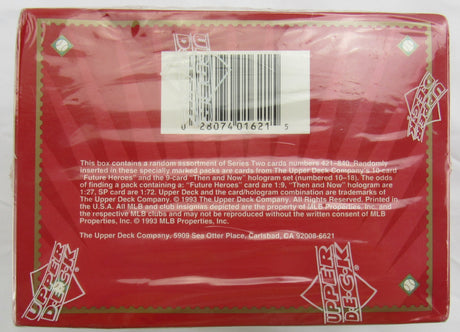 UPPER DECK
0 28074 01621 5
UPPER DECK
This box contains a random assortment of Series Two cards numbers 421-840. Randomly
inserted in these specially marked packs are cards from The Upper Deck Company's 10-card
"Future Heroes" and the 9-card "Then and Now" hologram set (numbered 10-18). The odds
of finding a pack containing a: "Future Heroes" card are 1:9, "Then and Now" hologram are
1:27, SP card are 1:72. Upper Deck and the card/hologram combination are trademarks of
The Upper Deck Company. © 1993 The Upper Deck Company. All Rights Reserved. Printed in
the U.S.A. All MLB and club insignias depicted are the property of MLB Properties, Inc. and
the respective MLB clubs and may not be reproduced without the written consent of MLB
Properties, Inc. © 1993 MLB Properties, Inc.
The Upper Deck Company, 5909 Sea Otter Place, Carlsbad, CA 92008-6621
UPPER
DECK
UPPER
DECK